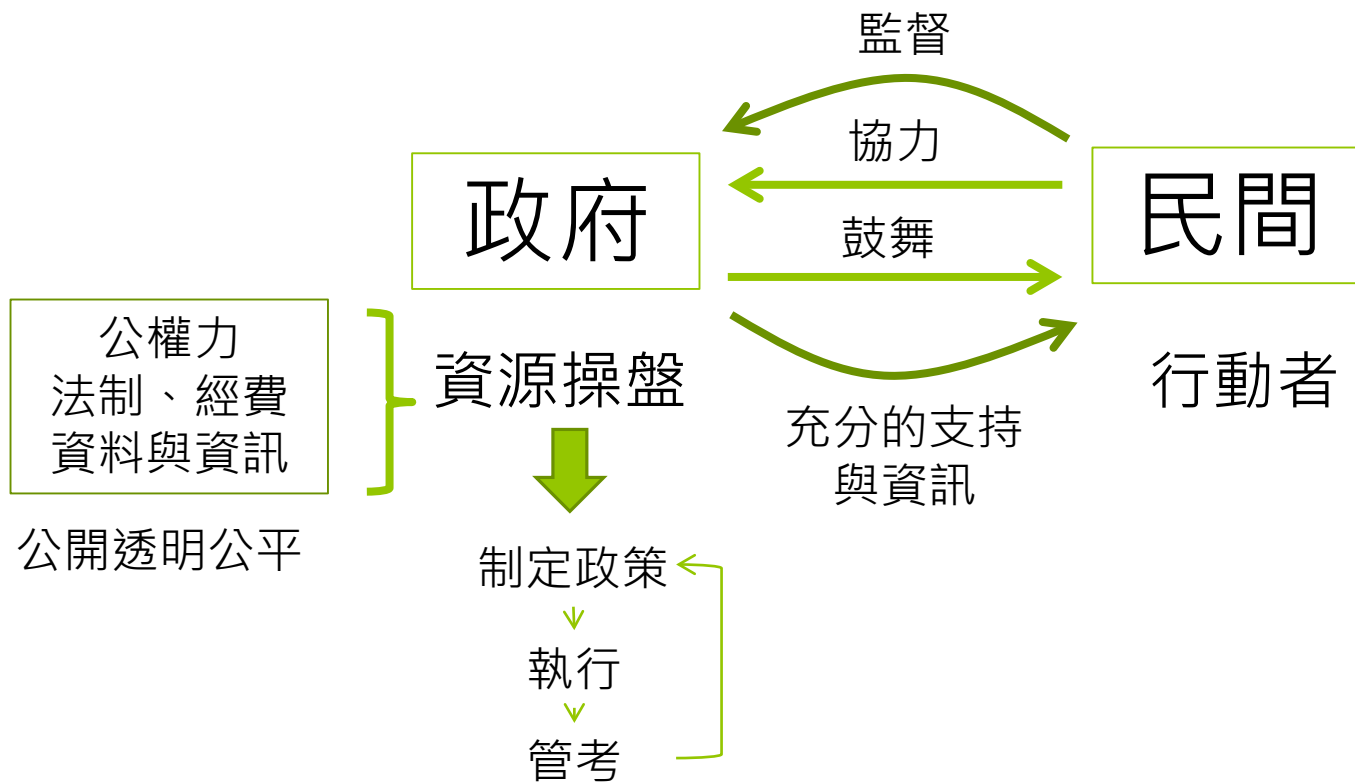 監督
協力
政府
民間
鼓舞
公權力
法制、經費
資料與資訊
資源操盤
行動者
充分的支持
與資訊
公開透明公平
制定政策
執行
管考